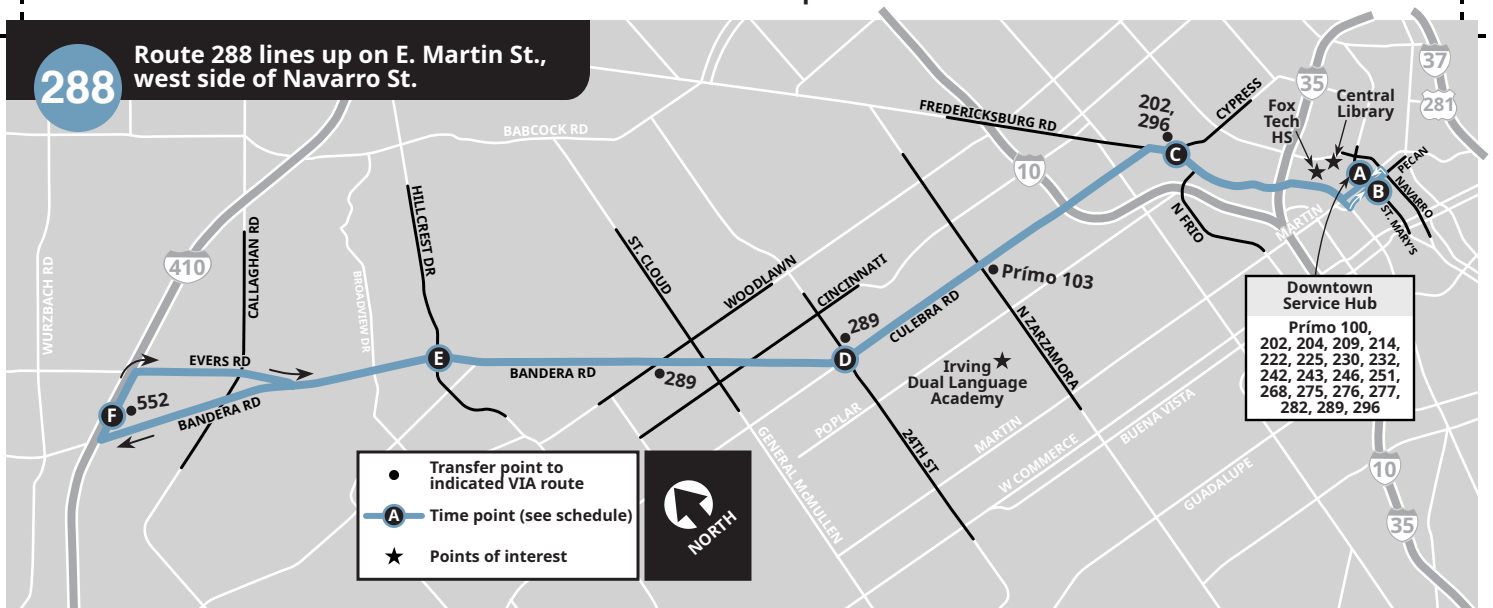 288
Route 288 lines up on E. Martin St.,
west side of Navarro St.
WURZBACH RD
410
CALLAGHAN RD
BROADVIEW DR
HILLCREST DR
BABCOCK RD
ST. CLOUD
WOODLAWN
CINCINNATI
FREDERICKSBURG RD
10
202,
296
CYPRESS
C
N FRIO
35
37
281
Fox
Tech
HS
Central
Library
A
B
PECAN
NAVARRO
ST. MARY'S
MARTIN
Downtown
Service Hub
Prímo 100,
202, 204, 209, 214,
222, 225, 230, 232,
242, 243, 246, 251,
268, 275, 276, 277,
282, 289, 296
10
35
Prímo 103
N ZARZAMORA
CULEBRA RD
289
D
Irving
Dual Language
Academy
POPLAR
MARTIN
W COMMERCE
BUENA VISTA
GUADALUPE
24TH ST
GENERAL McMULLEN
289
BANDERA RD
E
EVERS RD
F
552
BANDERA RD
Transfer point to
indicated VIA route
A
Time point (see schedule)
Points of interest
NORTH